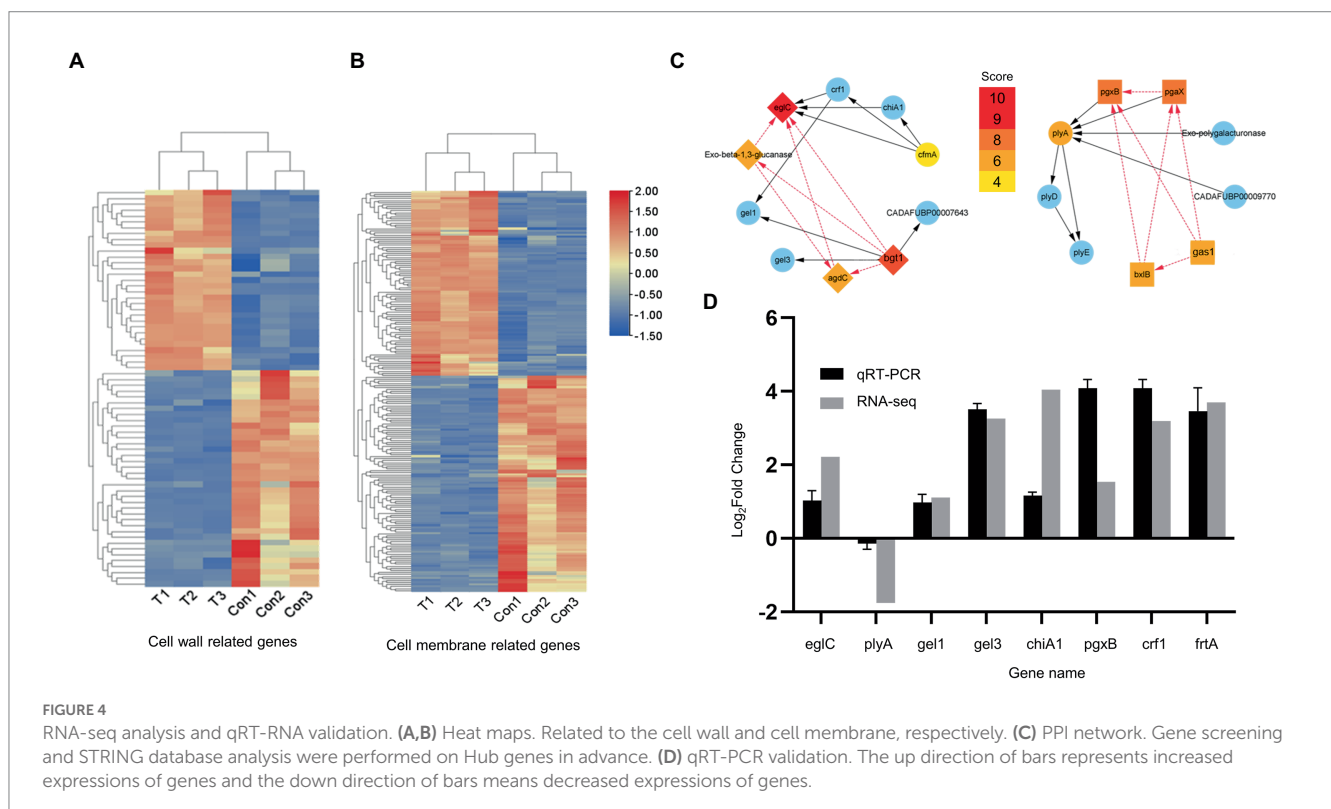 A
B
C
D
T1
T2
T3
Con1
Con2
Con3
Cell wall related genes
T1
T2
T3
Con1
Con2
Con3
Cell membrane related genes
2.00
1.50
1.00
0.50
0.00
-0.50
-1.00
-1.50
crf1
eglC
chiA1
Exo-beta-1,3-glucanase
cfmA
gel1
CADAFUBP00007643
gel3
bgt1
agdC
Score
10
9
8
6
4
pgxB
pgaX
plyA
Exo-polygalacturonase
plyD
CADAFUBP00009770
plyE
gas1
bxlB
6
4
2
0
-2
Log2Fold Change
qRT-PCR
RNA-seq
eglC
plyA
gel1
gel3
chiA1
pgxB
crf1
frtA
Gene name
FIGURE 4
RNA-seq analysis and qRT-RNA validation. (A,B) Heat maps. Related to the cell wall and cell membrane, respectively. (C) PPI network. Gene screening
and STRING database analysis were performed on Hub genes in advance. (D) qRT-PCR validation. The up direction of bars represents increased
expressions of genes and the down direction of bars means decreased expressions of genes.